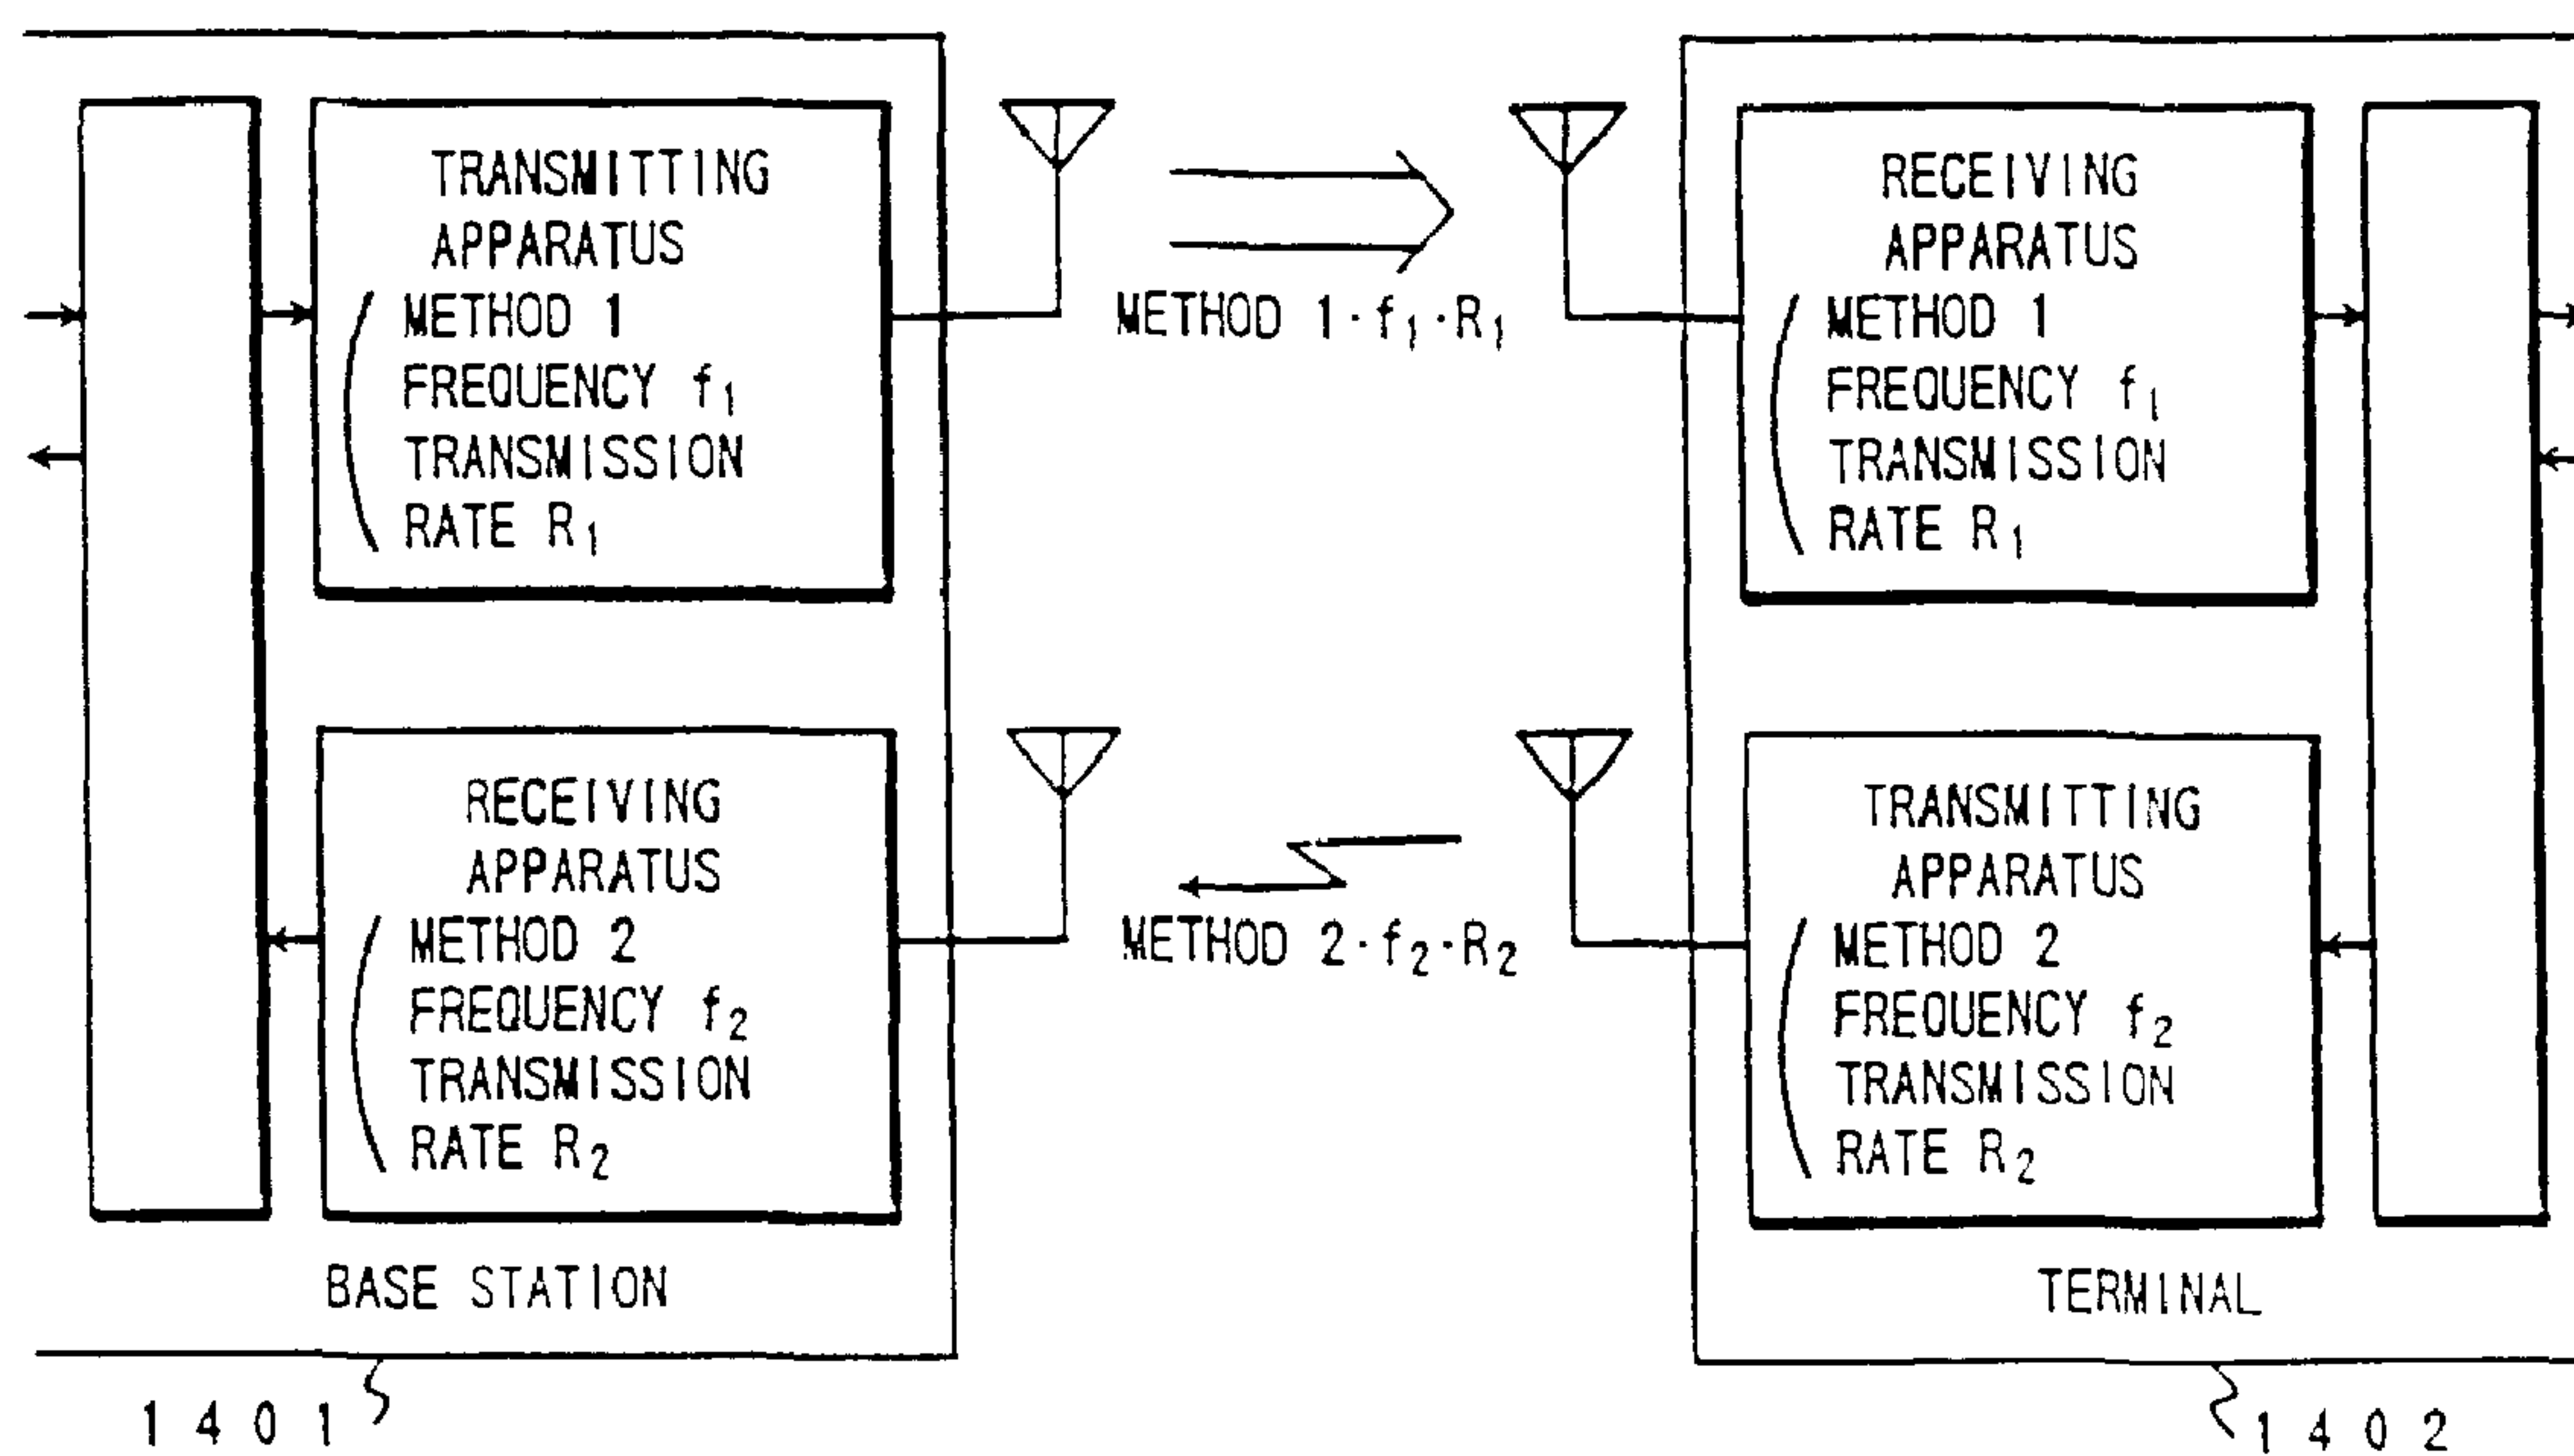 TRANSMITTING
APPARATUS
METHOD 1
FREQUENCY f₁
TRANSMISSION
RATE R₁
METHOD 1·f₁·R₁
RECEIVING
APPARATUS
METHOD 1
FREQUENCY f₁
TRANSMISSION
RATE R₁
RECEIVING
APPARATUS
METHOD 2
FREQUENCY f₂
TRANSMISSION
RATE R₂
METHOD 2·f₂·R₂
TRANSMITTING
APPARATUS
METHOD 2
FREQUENCY f₂
TRANSMISSION
RATE R₂
BASE STATION
TERMINAL
1401
1402